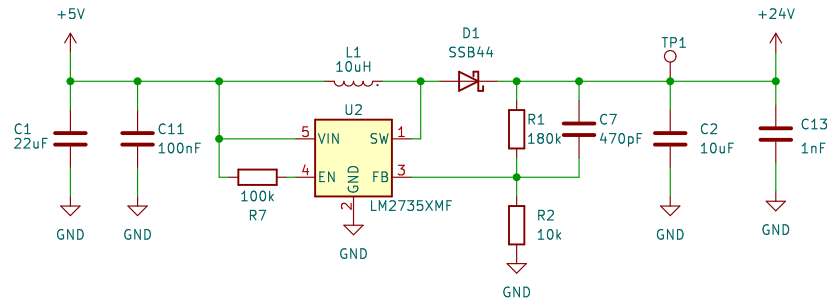 +5V
+24V
D1
SSB44
TP1
L1
10uH
U2
C1
22uF
C11
100nF
5
VIN
SW
1
R1
180k
C7
470pF
C2
10uF
C13
1nF
4
EN
GND
FB
3
100k
R7
2
LM2735XMF
R2
10k
GND
GND
GND
GND
GND
GND